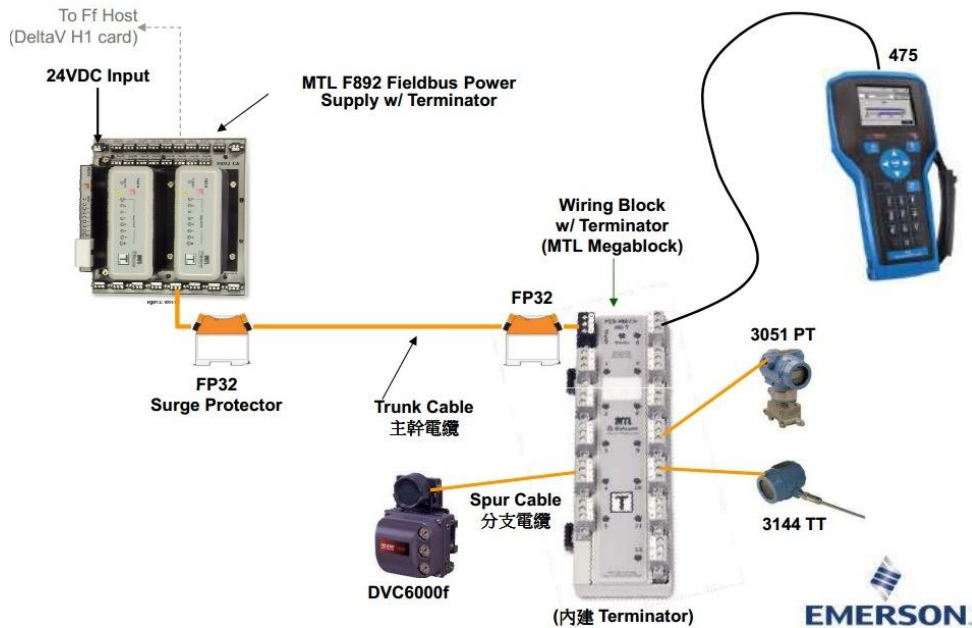 To Ff Host
(DeltaV H1 card)
24VDC Input
MTL F892 Fieldbus Power
Supply w/ Terminator
475
Wiring Block
w/ Terminator
(MTL Megablock)
FP32
FP32
Surge Protector
Trunk Cable
主幹電纜
3051 PT
Spur Cable
分支電纜
3144 TT
DVC6000f
(內建 Terminator)
MTL
T
EMERSON